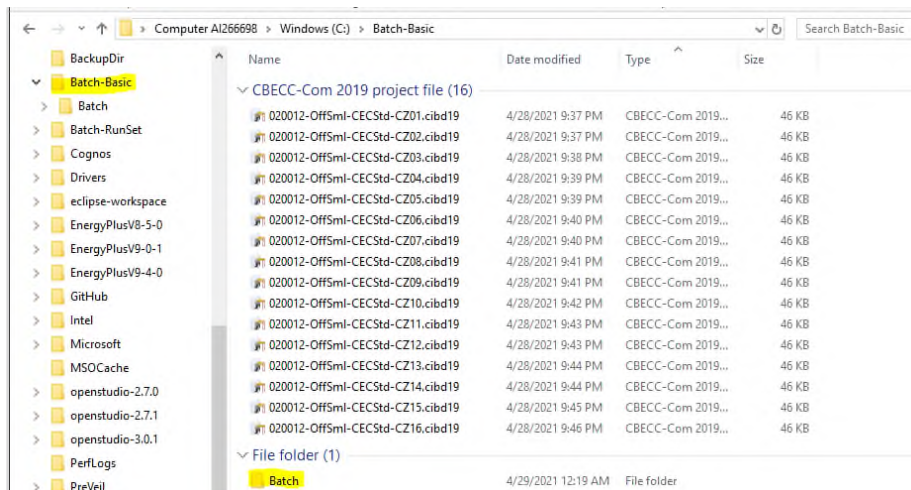 Computer AI266698 > Windows (C:) > Batch-Basic
Search Batch-Basic
BackupDir
Batch-Basic
Batch
Batch-RunSet
Cognos
Drivers
eclipse-workspace
EnergyPlusV8-5-0
EnergyPlusV9-0-1
EnergyPlusV9-4-0
GitHub
Intel
Microsoft
MSOCache
openstudio-2.7.0
openstudio-2.7.1
openstudio-3.0.1
PerfLogs
PreVeil
Name Date modified Type Size
CBECC-Com 2019 project file (16)
020012-OffSml-CECStd-CZ01.cibd19 4/28/2021 9:37 PM CBECC-Com 2019... 46 KB
020012-OffSml-CECStd-CZ02.cibd19 4/28/2021 9:37 PM CBECC-Com 2019... 46 KB
020012-OffSml-CECStd-CZ03.cibd19 4/28/2021 9:38 PM CBECC-Com 2019... 46 KB
020012-OffSml-CECStd-CZ04.cibd19 4/28/2021 9:39 PM CBECC-Com 2019... 46 KB
020012-OffSml-CECStd-CZ05.cibd19 4/28/2021 9:39 PM CBECC-Com 2019... 46 KB
020012-OffSml-CECStd-CZ06.cibd19 4/28/2021 9:40 PM CBECC-Com 2019... 46 KB
020012-OffSml-CECStd-CZ07.cibd19 4/28/2021 9:40 PM CBECC-Com 2019... 46 KB
020012-OffSml-CECStd-CZ08.cibd19 4/28/2021 9:41 PM CBECC-Com 2019... 46 KB
020012-OffSml-CECStd-CZ09.cibd19 4/28/2021 9:41 PM CBECC-Com 2019... 46 KB
020012-OffSml-CECStd-CZ10.cibd19 4/28/2021 9:42 PM CBECC-Com 2019... 46 KB
020012-OffSml-CECStd-CZ11.cibd19 4/28/2021 9:43 PM CBECC-Com 2019... 46 KB
020012-OffSml-CECStd-CZ12.cibd19 4/28/2021 9:43 PM CBECC-Com 2019... 46 KB
020012-OffSml-CECStd-CZ13.cibd19 4/28/2021 9:44 PM CBECC-Com 2019... 46 KB
020012-OffSml-CECStd-CZ14.cibd19 4/28/2021 9:44 PM CBECC-Com 2019... 46 KB
020012-OffSml-CECStd-CZ15.cibd19 4/28/2021 9:45 PM CBECC-Com 2019... 46 KB
020012-OffSml-CECStd-CZ16.cibd19 4/28/2021 9:46 PM CBECC-Com 2019... 46 KB
File folder (1)
Batch 4/29/2021 12:19 AM File folder